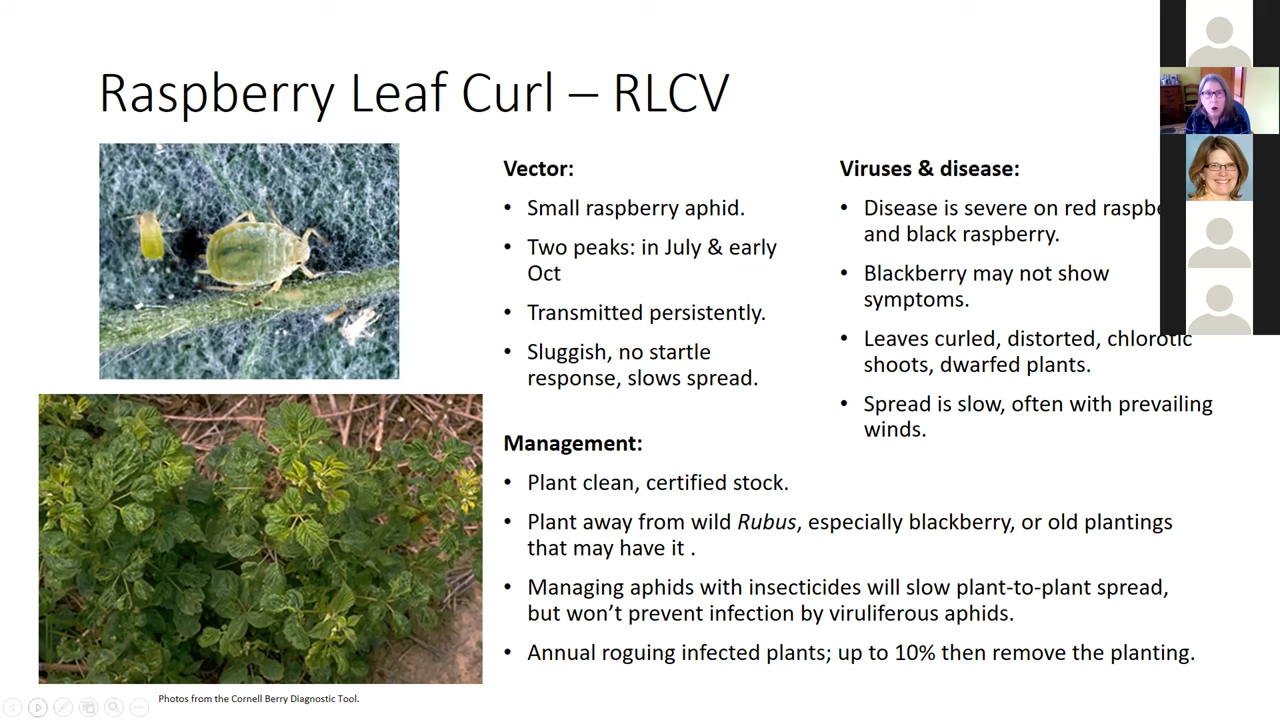 Raspberry Leaf Curl – RLCV
Vector:
• Small raspberry aphid.
• Two peaks: in July & early
Oct
• Transmitted persistently.
• Sluggish, no startle
response, slows spread.
Viruses & disease:
• Disease is severe on red
and black raspberry.
• Blackberry may not show
symptoms.
• Leaves curled, distorted, chlorotic
shoots, dwarfed plants.
• Spread is slow, often with prevailing
winds.
Management:
• Plant clean, certified stock.
• Plant away from wild Rubus, especially blackberry, or old plantings
that may have it .
• Managing aphids with insecticides will slow plant-to-plant spread,
but won’t prevent infection by viruliferous aphids.
• Annual roguing infected plants; up to 10% then remove the planting.
Photos from the Cornell Berry Diagnostic Tool.